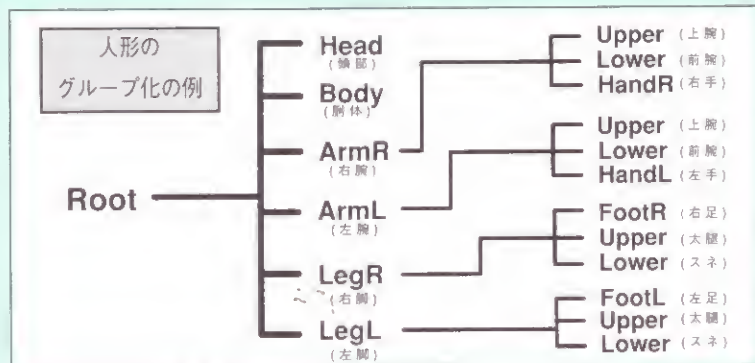 人形の
グループ化の例
Root
Head
(頭部)
Body
(胴体)
ArmR
(右腕)
ArmL
(左腕)
LegR
(右脚)
LegL
(左脚)
Upper (上腕)
Lower (前腕)
HandR (右手)
Upper (上腕)
Lower (前腕)
HandL (左手)
FootR (右足)
Upper (太腿)
Lower (スネ)
FootL (左足)
Upper (太腿)
Lower (スネ)